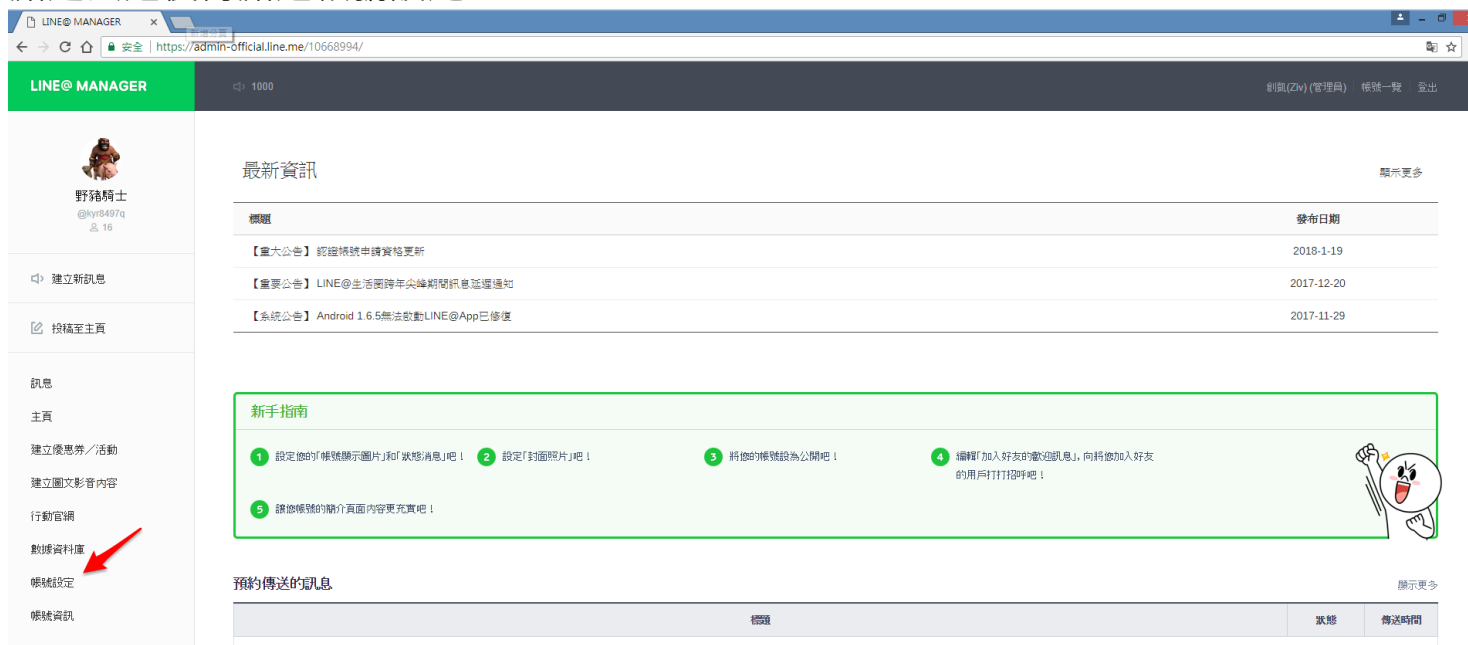 LINE@ MANAGER
新增分頁
安全 | https://admin-official.line.me/10668994/
LINE@ MANAGER
1000
創凱(Ziv) (管理員)
帳號一覽
登出
野豬騎士
@kyr8497q
16
建立新訊息
投稿至主頁
訊息
主頁
建立優惠券／活動
建立圖文影音內容
行動官網
數據資料庫
帳號設定
帳號資訊
最新資訊
顯示更多
標題 發布日期
【重大公告】認證帳號申請資格更新 2018-1-19
【重要公告】LINE@生活圈跨年尖峰期間訊息延遲通知 2017-12-20
【系統公告】Android 1.6.5無法啟動LINE@App已修復 2017-11-29
新手指南
1 設定您的「帳號顯示圖片」和「狀態消息」吧！
2 設定「封面照片」吧！
3 將您的帳號設為公開吧！
4 編輯「加入好友的歡迎訊息」，向將您加入好友
的用戶打打招呼吧！
5 讓您帳號的簡介頁面內容更充實吧！
預約傳送的訊息
顯示更多
標題 狀態 傳送時間